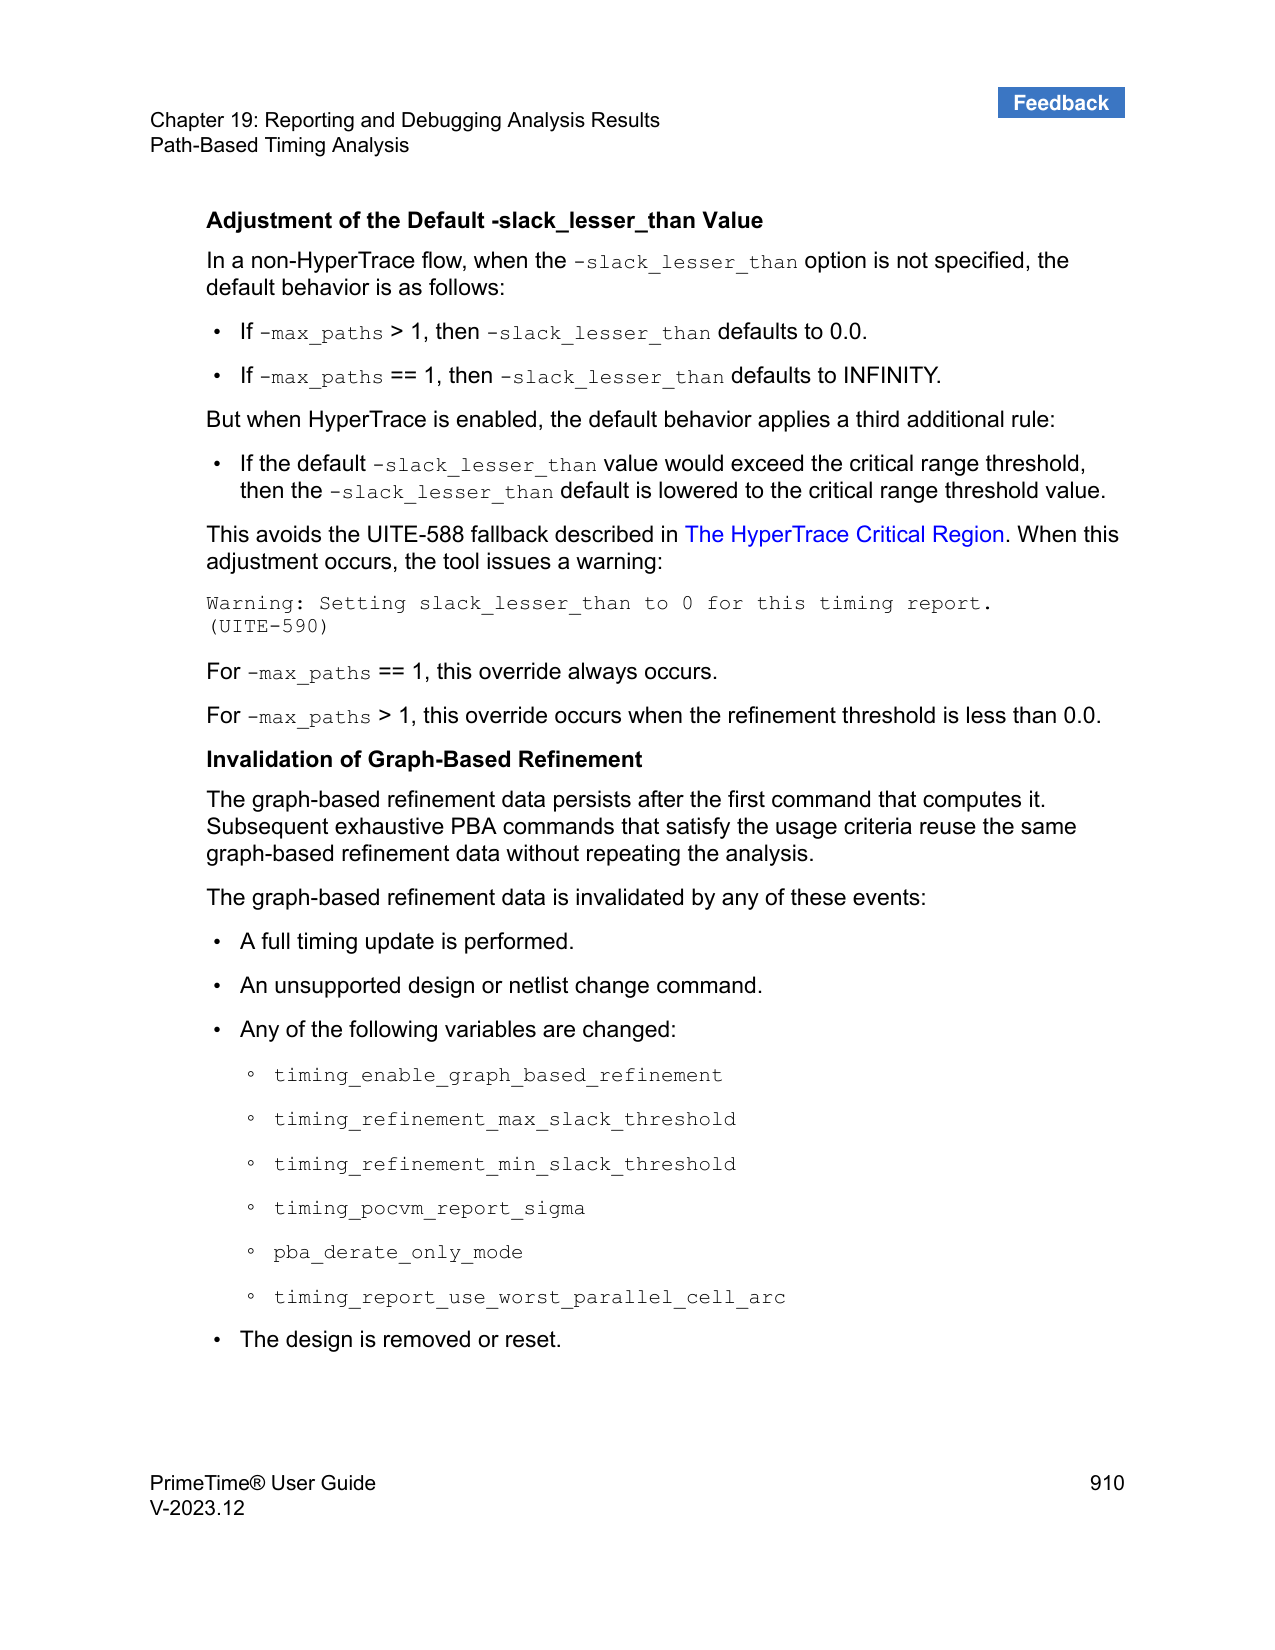 Feedback
Chapter 19: Reporting and Debugging Analysis Results
Path-Based Timing Analysis
Adjustment of the Default -slack_lesser_than Value
In a non-HyperTrace flow, when the -slack_lesser_than option is not specified, the
default behavior is as follows:
• If -max_paths > 1, then -slack_lesser_than defaults to 0.0.
• If -max_paths == 1, then -slack_lesser_than defaults to INFINITY.
But when HyperTrace is enabled, the default behavior applies a third additional rule:
• If the default -slack_lesser_than value would exceed the critical range threshold,
then the -slack_lesser_than default is lowered to the critical range threshold value.
This avoids the UITE-588 fallback described in The HyperTrace Critical Region. When this
adjustment occurs, the tool issues a warning:
Warning: Setting slack_lesser_than to 0 for this timing report.
(UITE-590)
For -max_paths == 1, this override always occurs.
For -max_paths > 1, this override occurs when the refinement threshold is less than 0.0.
Invalidation of Graph-Based Refinement
The graph-based refinement data persists after the first command that computes it.
Subsequent exhaustive PBA commands that satisfy the usage criteria reuse the same
graph-based refinement data without repeating the analysis.
The graph-based refinement data is invalidated by any of these events:
• A full timing update is performed.
• An unsupported design or netlist change command.
• Any of the following variables are changed:
◦ timing_enable_graph_based_refinement
◦ timing_refinement_max_slack_threshold
◦ timing_refinement_min_slack_threshold
◦ timing_pocvm_report_sigma
◦ pba_derate_only_mode
◦ timing_report_use_worst_parallel_cell_arc
• The design is removed or reset.
PrimeTime® User Guide 910
V-2023.12